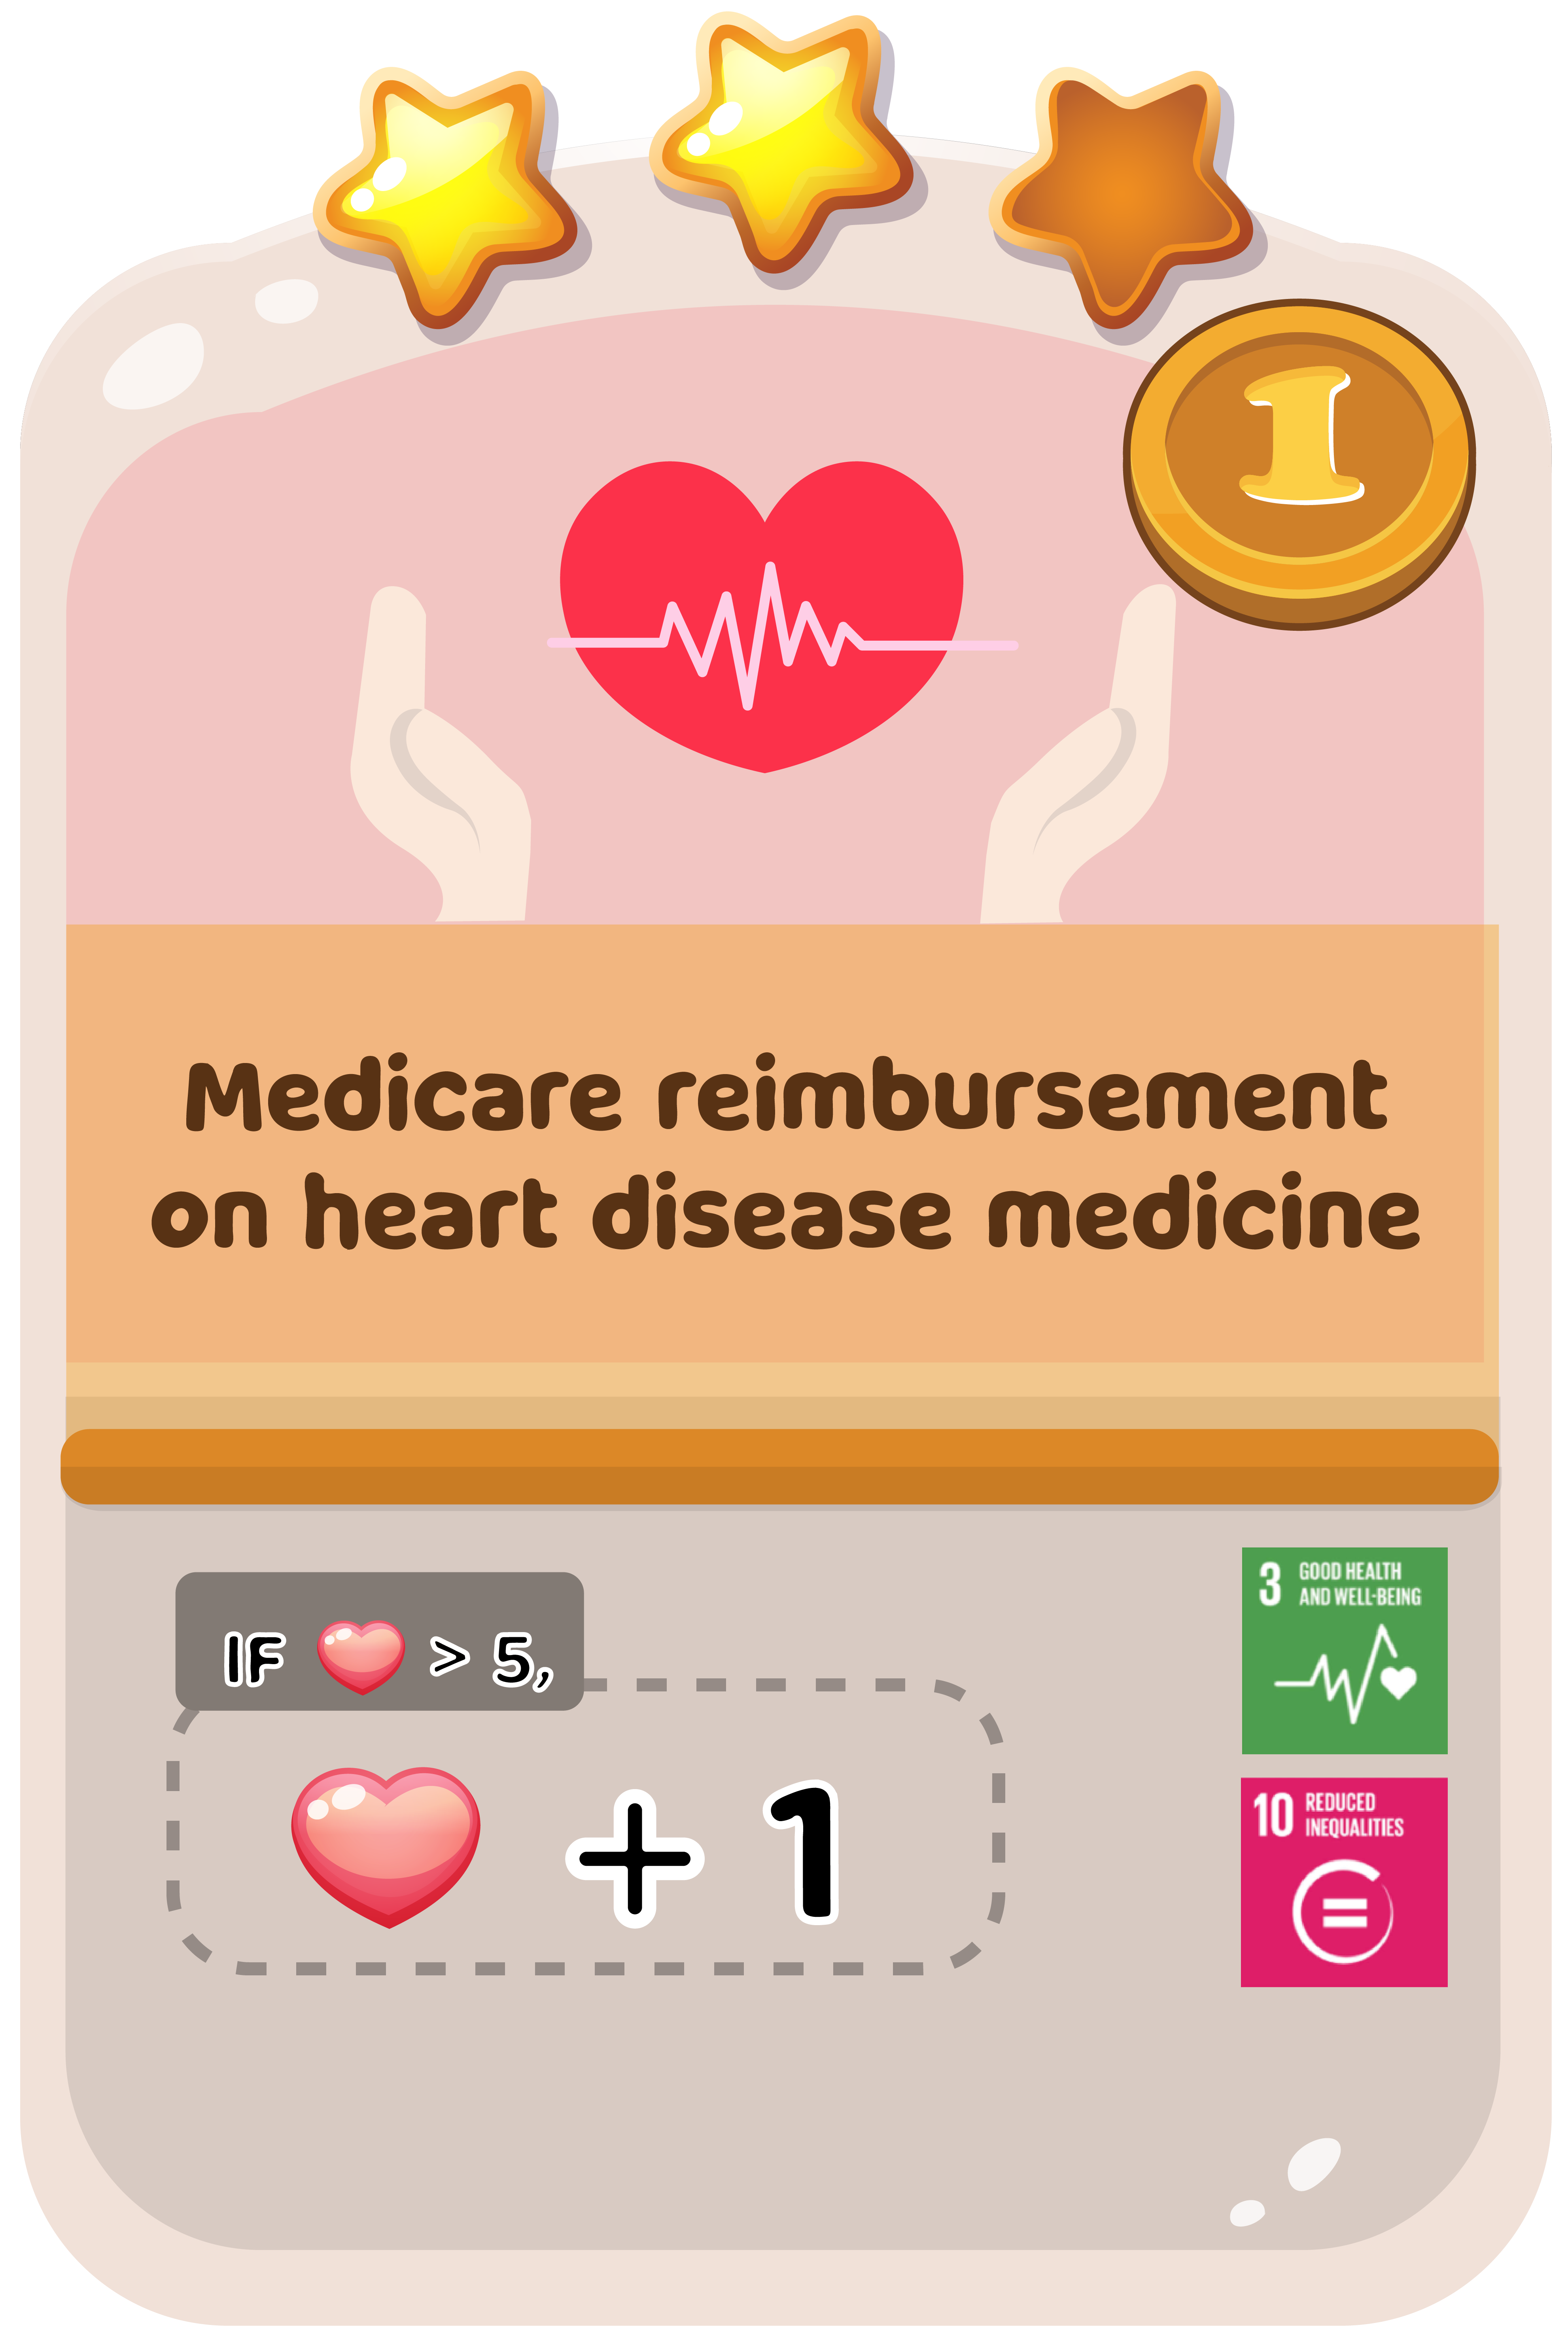 1
Medicare reimbursement
on heart disease medicine
IF > 5,
+ 1
3 GOOD HEALTH
AND WELL-BEING
10 REDUCED
INEQUALITIES
=